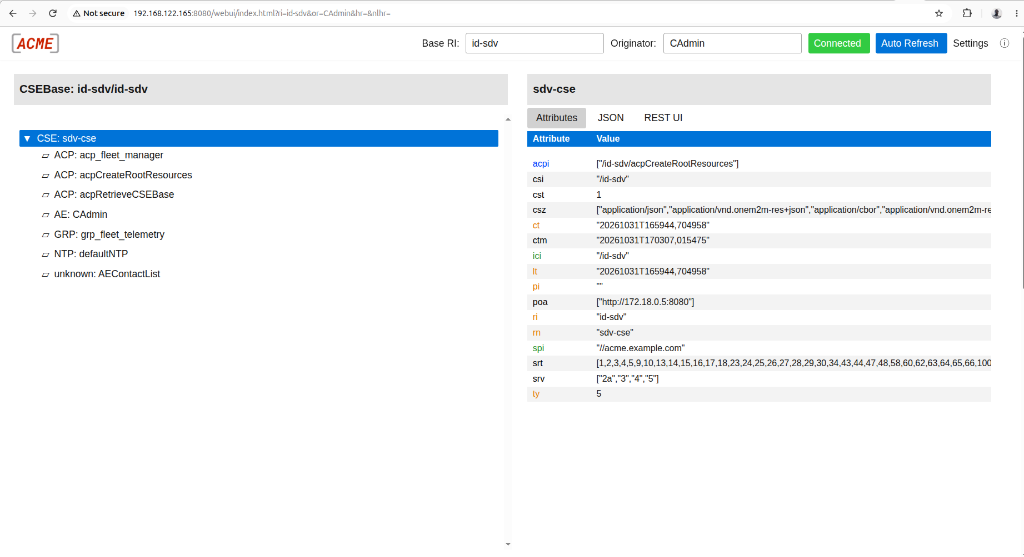 Not secure 192.168.122.165:8080/webui/index.html?ri=id-sdv&or=CAdmin&hr=&nlhr=
ACME Base RI: id-sdv Originator: CAdmin Connected Auto Refresh Settings
CSEBase: id-sdv/id-sdv
CSE: sdv-cse
ACP: acp_fleet_manager
ACP: acpCreateRootResources
ACP: acpRetrieveCSEBase
AE: CAdmin
GRP: grp_fleet_telemetry
NTP: defaultNTP
unknown: AEContactList
sdv-cse
Attributes JSON REST UI
Attribute Value
acpi ["/id-sdv/acpCreateRootResources"]
csi "/id-sdv"
cst 1
csz ["application/json","application/vnd.onem2m-res+json","application/cbor","application/vnd.onem2m-re
ct "20261031T165944,704958"
ctm "20261031T170307,015475"
ici "/id-sdv"
lt "20261031T165944,704958"
pi ""
poa ["http://172.18.0.5:8080"]
ri "id-sdv"
rn "sdv-cse"
spi "//acme.example.com"
srt [1,2,3,4,5,9,10,13,14,15,16,17,18,23,24,25,26,27,28,29,30,34,43,44,47,48,58,60,62,63,64,65,66,100
srv ["2a","3","4","5"]
ty 5